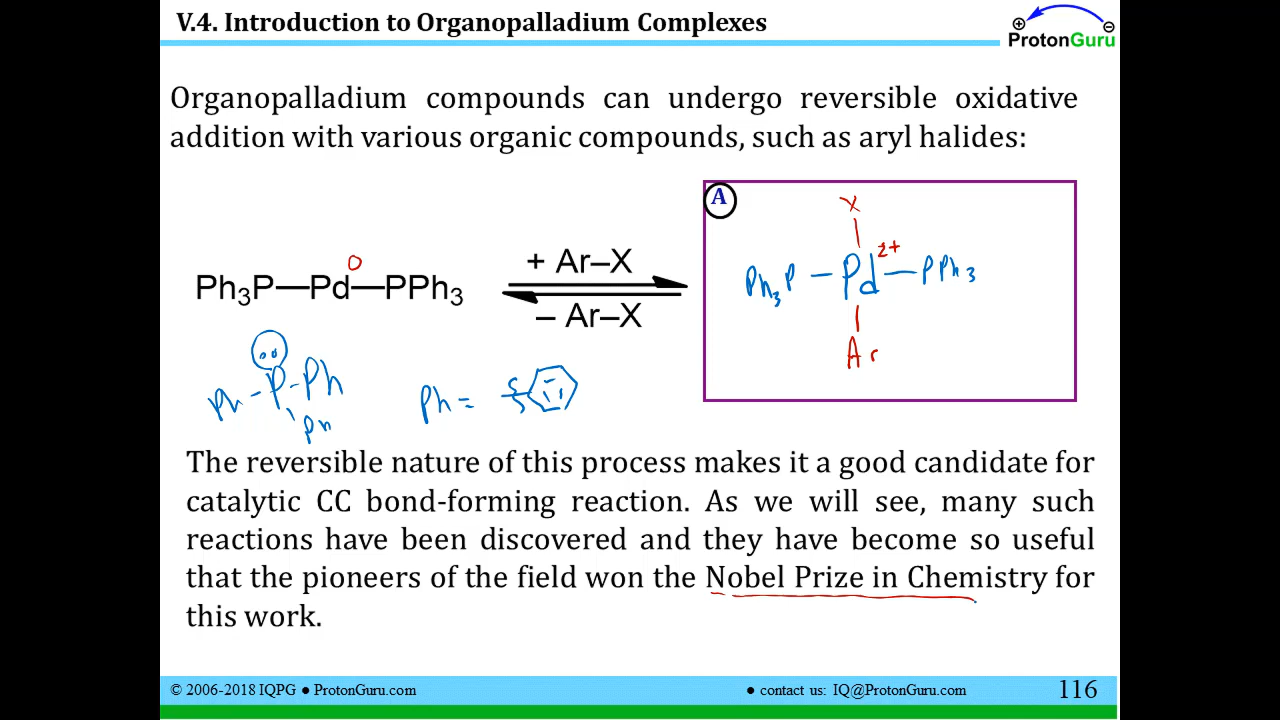 V.4. Introduction to Organopalladium Complexes
ProtonGuru
Organopalladium compounds can undergo reversible oxidative
addition with various organic compounds, such as aryl halides:
A
X
Ph₃P—Pd⁰—PPh₃
+ Ar–X
– Ar–X
Ph₃P – Pd²⁺ – PPh₃
Ar
Ph – P̈ – Ph
Ph
Ph =
The reversible nature of this process makes it a good candidate for
catalytic CC bond-forming reaction. As we will see, many such
reactions have been discovered and they have become so useful
that the pioneers of the field won the Nobel Prize in Chemistry for
this work.
© 2006-2018 IQPG ● ProtonGuru.com
● contact us: IQ@ProtonGuru.com
116